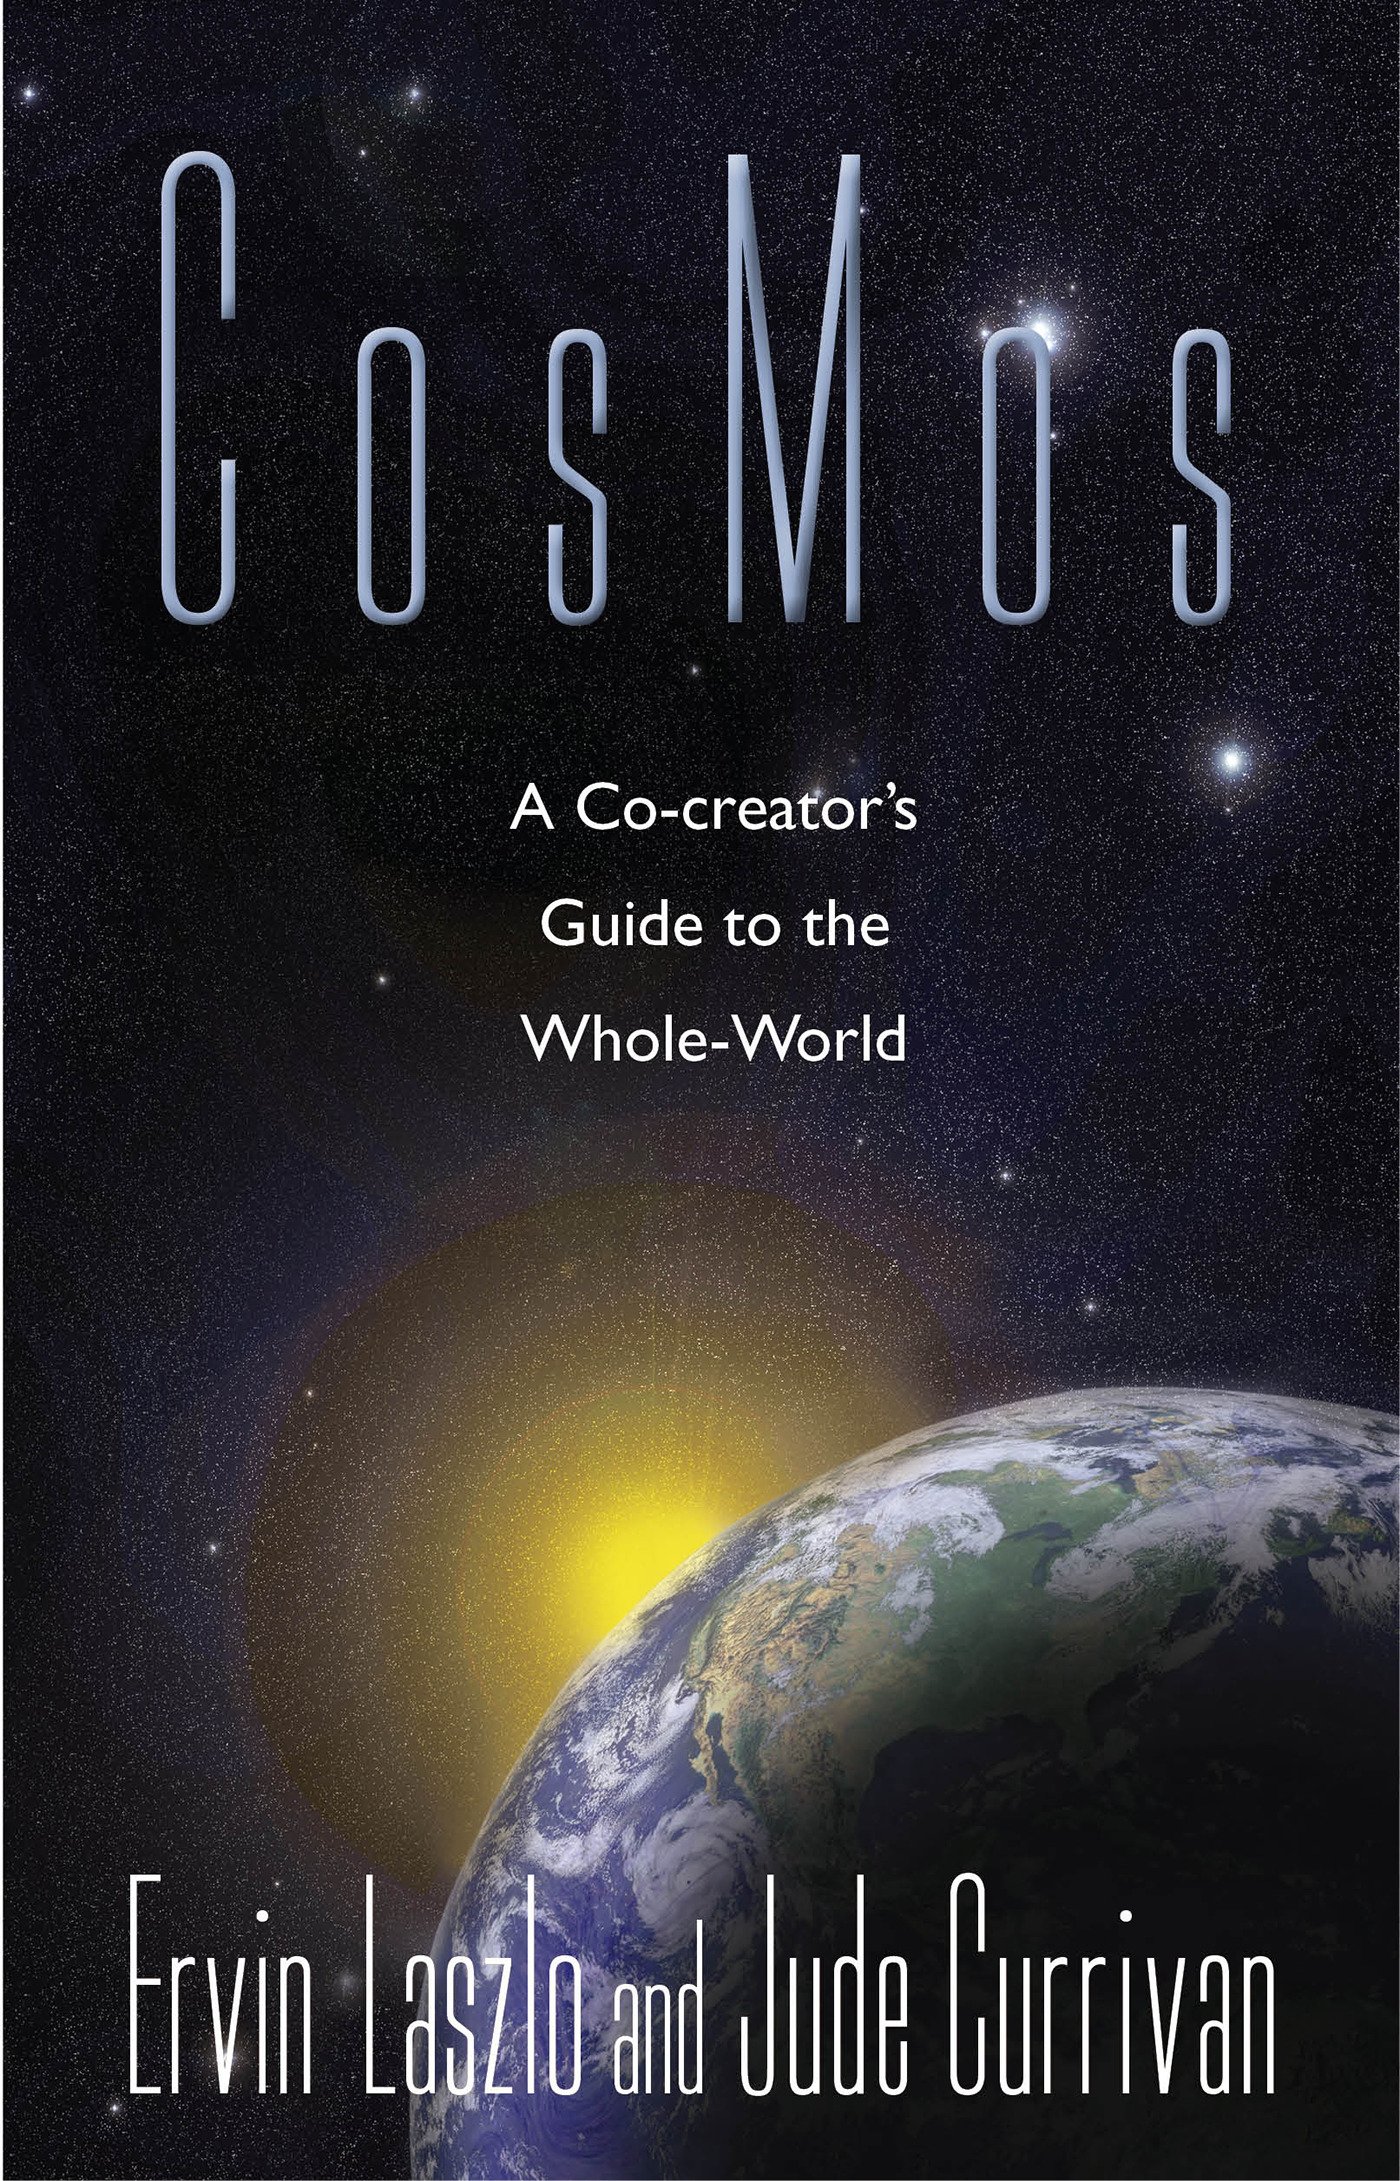 CosMos
A Co-creator’s
Guide to the
Whole-World
Ervin Laszlo and Jude Currivan